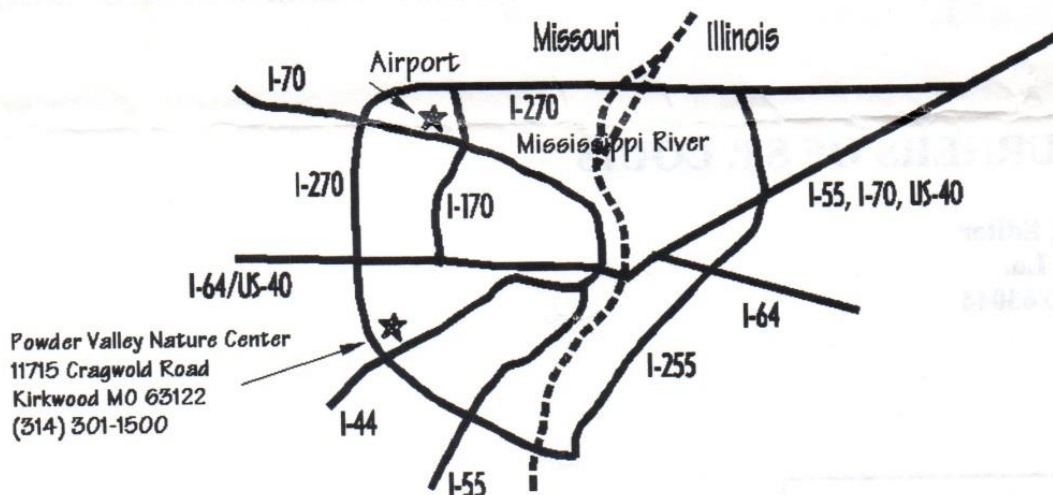 Missouri
Illinois
Airport
I-70
I-270
Mississippi River
I-270
I-170
I-55, I-70, US-40
I-64/US-40
I-64
Powder Valley Nature Center
11715 Cragwold Road
Kirkwood MO 63122
(314) 301-1500
I-255
I-44
I-55